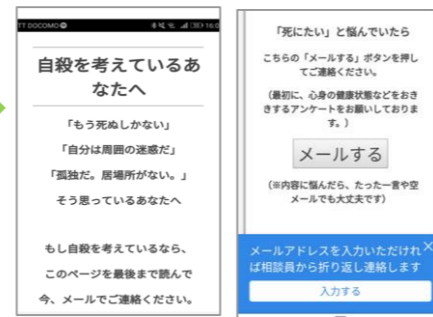 NTT DOCOMO
自殺を考えているあ
なたへ
「もう死ぬしかない」
「自分は周囲の迷惑だ」
「孤独だ。居場所がない。」
そう思っているあなたへ
もし自殺を考えているなら、
このページを最後まで読んで
今、メールでご連絡ください。
「死にたい」と悩んでいたら
こちらの「メールする」ボタンを押し
てご連絡ください。
（最初に、心身の健康状態などをおき
きするアンケートをお願いしておりま
す。）
メールする
（※内容に悩んだら、たった一言や空
メールでも大丈夫です）
メールアドレスを入力いただけれ
ば相談員から折り返し連絡します
入力する